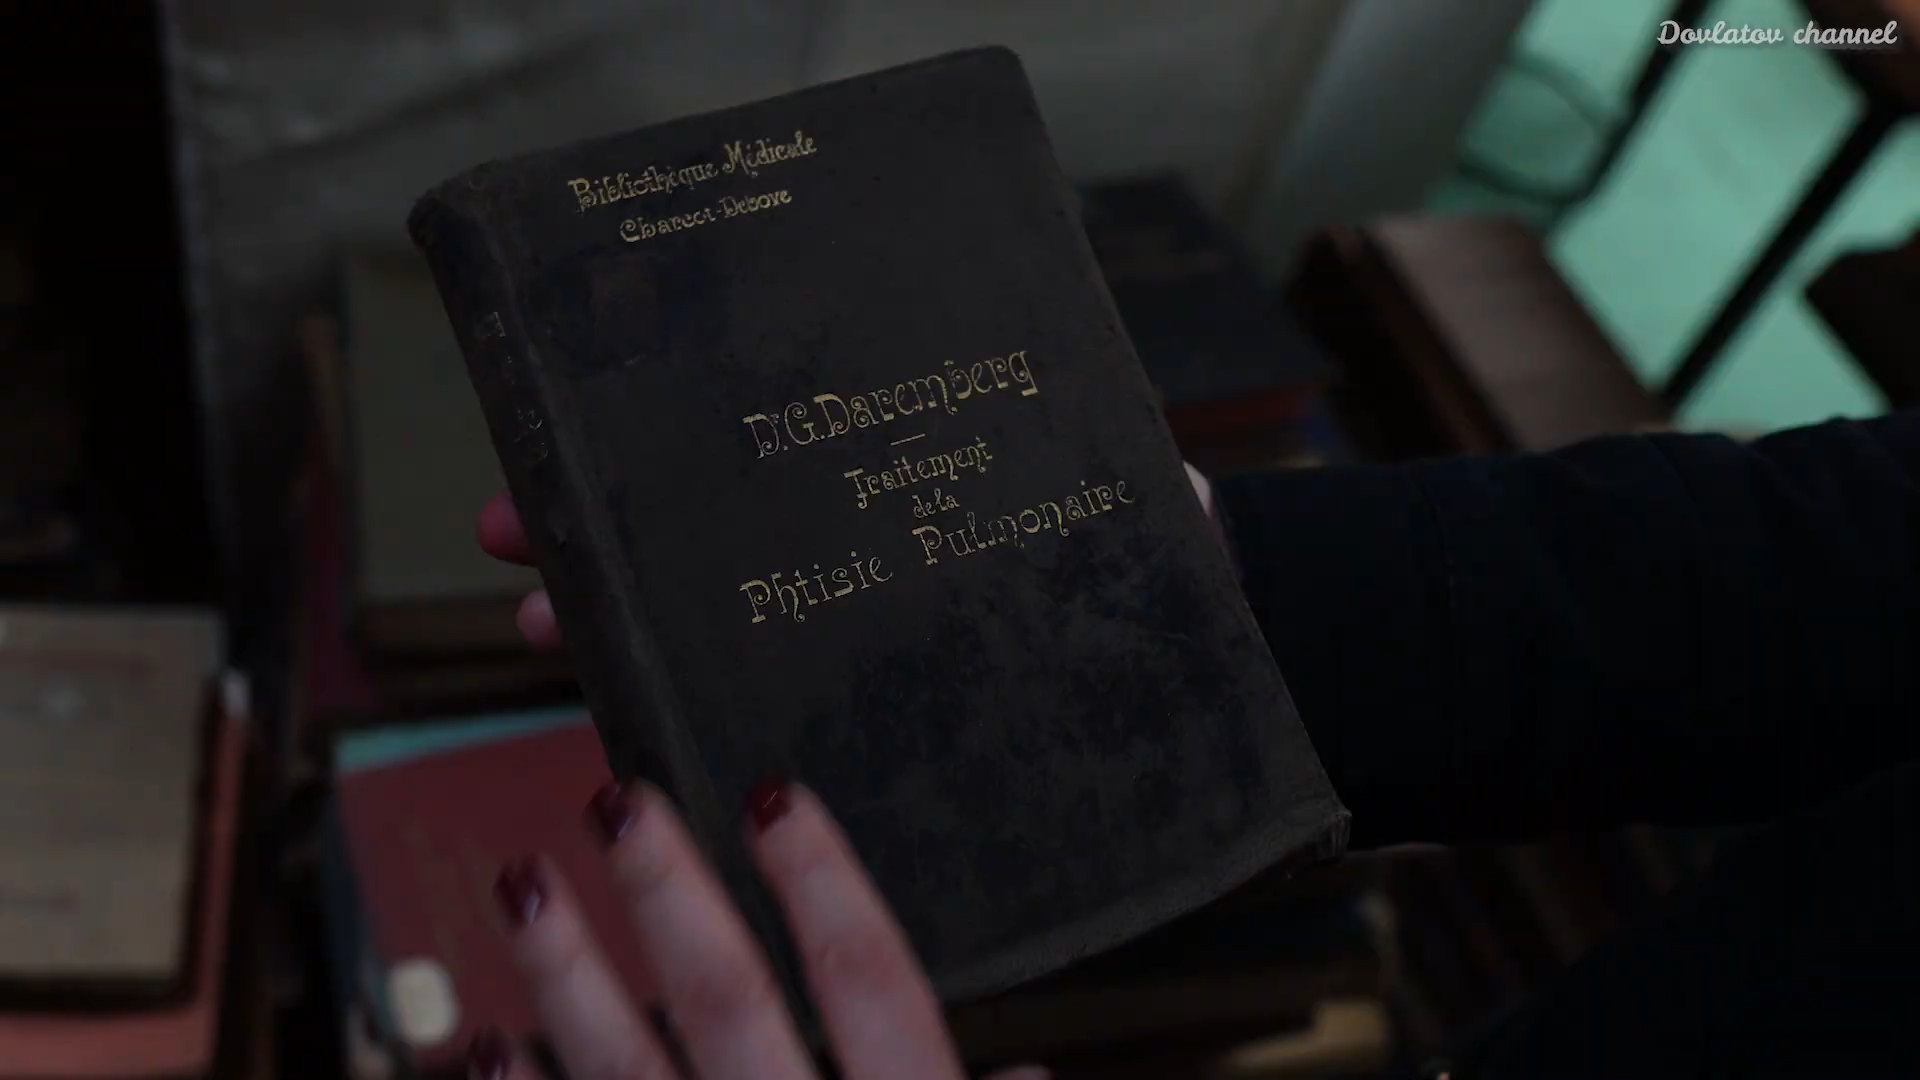 Dovlatov channel
Bibliothèque Médicale
Charcot-Debove
Dr. G. Daremberg
Traitement
de la
Phtisie Pulmonaire